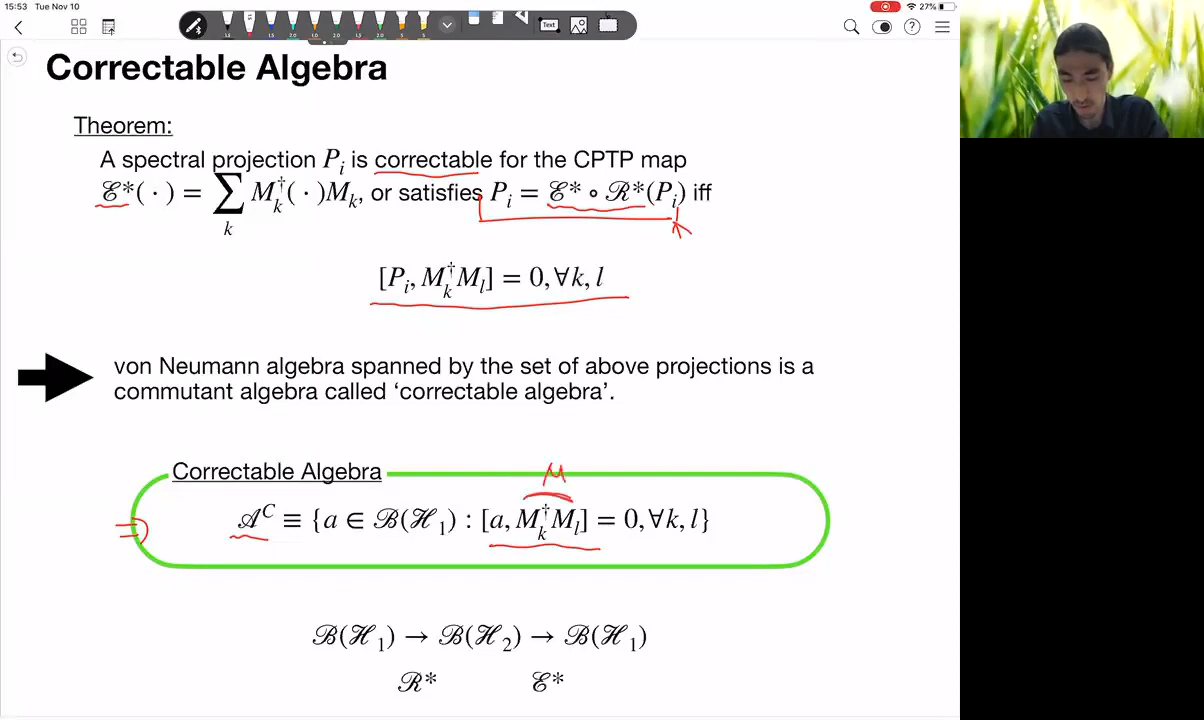 15:53 Tue Nov 10
27%
Text
Correctable Algebra
Theorem:
A spectral projection P_i is correctable for the CPTP map
ℰ*( · ) = ∑_k M_k^†( · )M_k, or satisfies P_i = ℰ* ∘ ℛ*(P_i) iff
[P_i, M_k^†M_l] = 0, ∀k, l
von Neumann algebra spanned by the set of above projections is a
commutant algebra called ‘correctable algebra’.
Correctable Algebra
M
𝒜^C ≡ {a ∈ ℬ(ℋ_1) : [a, M_k^†M_l] = 0, ∀k, l}
ℬ(ℋ_1) → ℬ(ℋ_2) → ℬ(ℋ_1)
ℛ* ℰ*